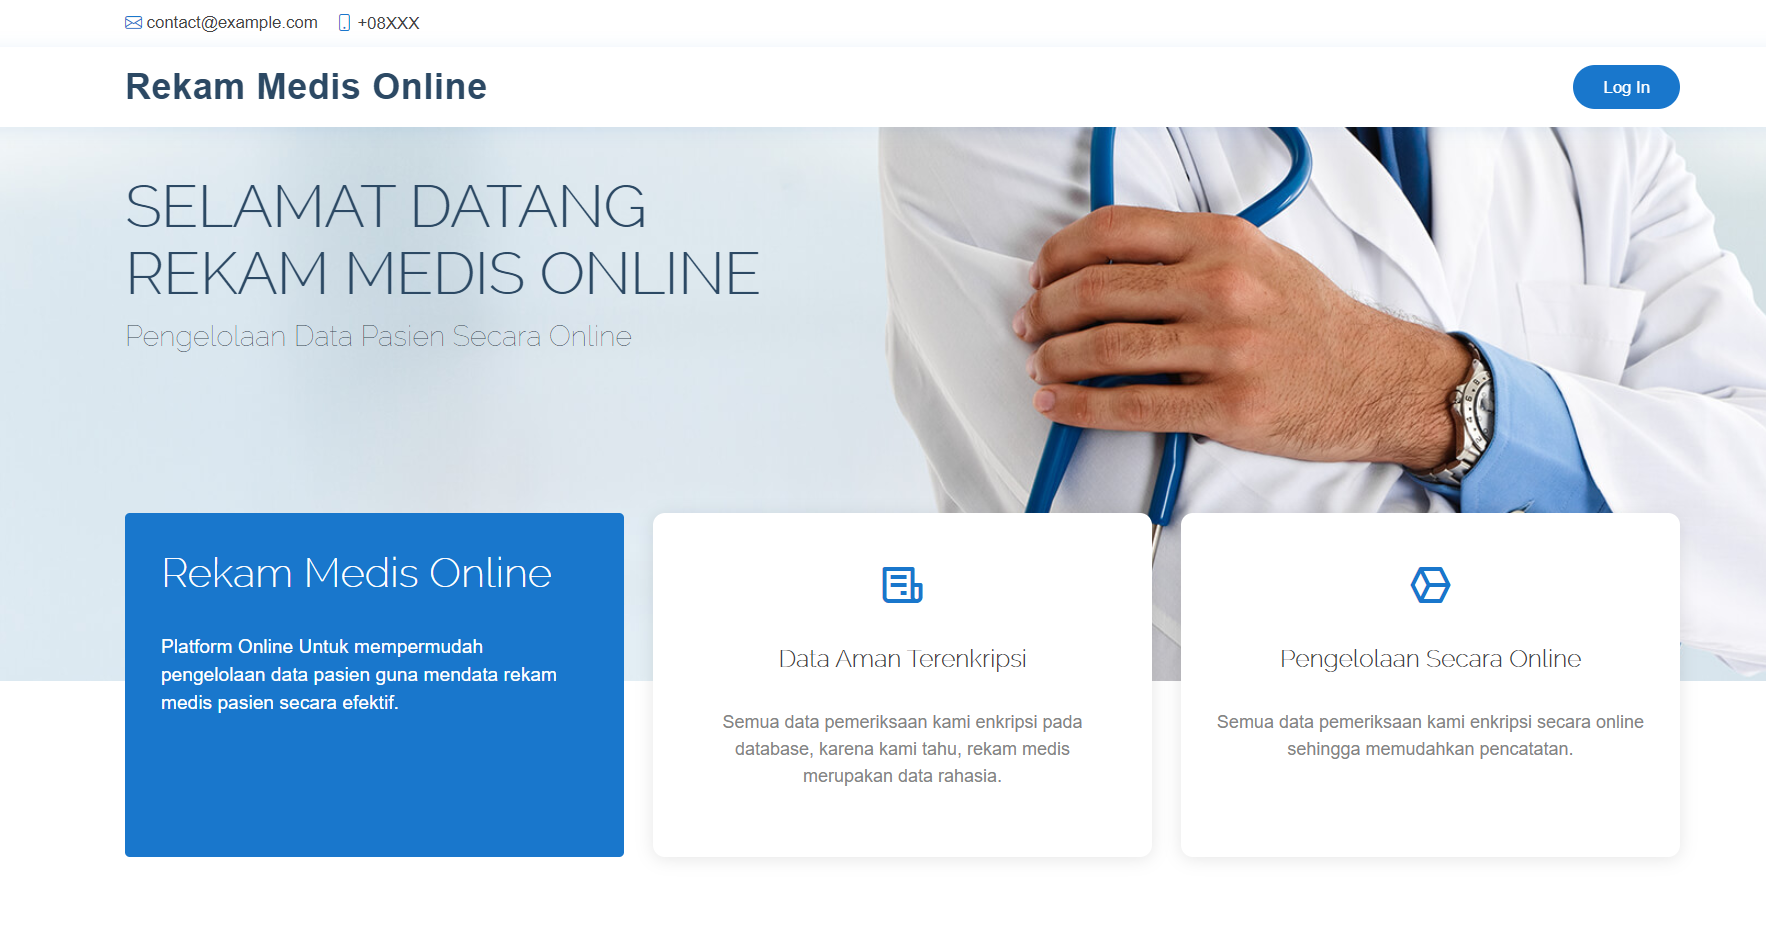 contact@example.com +08XXX
Rekam Medis Online
Log In
SELAMAT DATANG
REKAM MEDIS ONLINE
Pengelolaan Data Pasien Secara Online
Rekam Medis Online
Platform Online Untuk mempermudah
pengelolaan data pasien guna mendata rekam
medis pasien secara efektif.
Data Aman Terenkripsi
Semua data pemeriksaan kami enkripsi pada
database, karena kami tahu, rekam medis
merupakan data rahasia.
Pengelolaan Secara Online
Semua data pemeriksaan kami enkripsi secara online
sehingga memudahkan pencatatan.